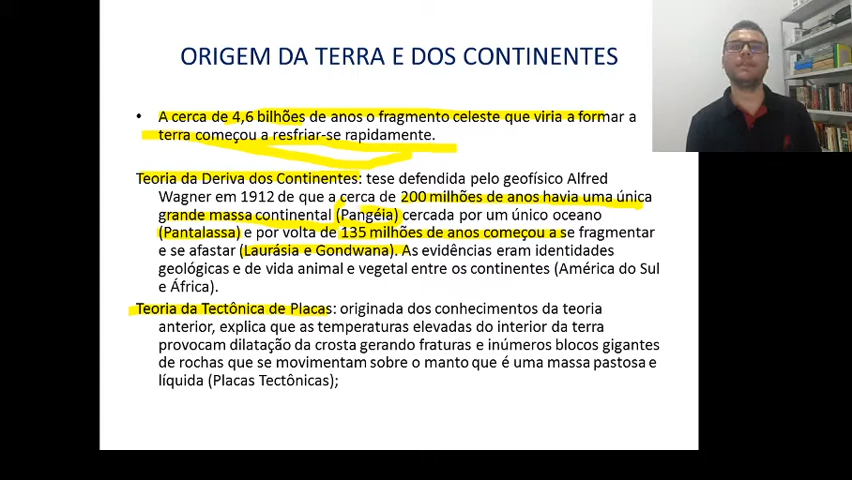 ORIGEM DA TERRA E DOS CONTINENTES
• A cerca de 4,6 bilhões de anos o fragmento celeste que viria a formar a
terra começou a resfriar-se rapidamente.
Teoria da Deriva dos Continentes: tese defendida pelo geofísico Alfred
Wagner em 1912 de que a cerca de 200 milhões de anos havia uma única
grande massa continental (Pangéia) cercada por um único oceano
(Pantalassa) e por volta de 135 milhões de anos começou a se fragmentar
e se afastar (Laurásia e Gondwana). As evidências eram identidades
geológicas e de vida animal e vegetal entre os continentes (América do Sul
e África).
Teoria da Tectônica de Placas: originada dos conhecimentos da teoria
anterior, explica que as temperaturas elevadas do interior da terra
provocam dilatação da crosta gerando fraturas e inúmeros blocos gigantes
de rochas que se movimentam sobre o manto que é uma massa pastosa e
líquida (Placas Tectônicas);